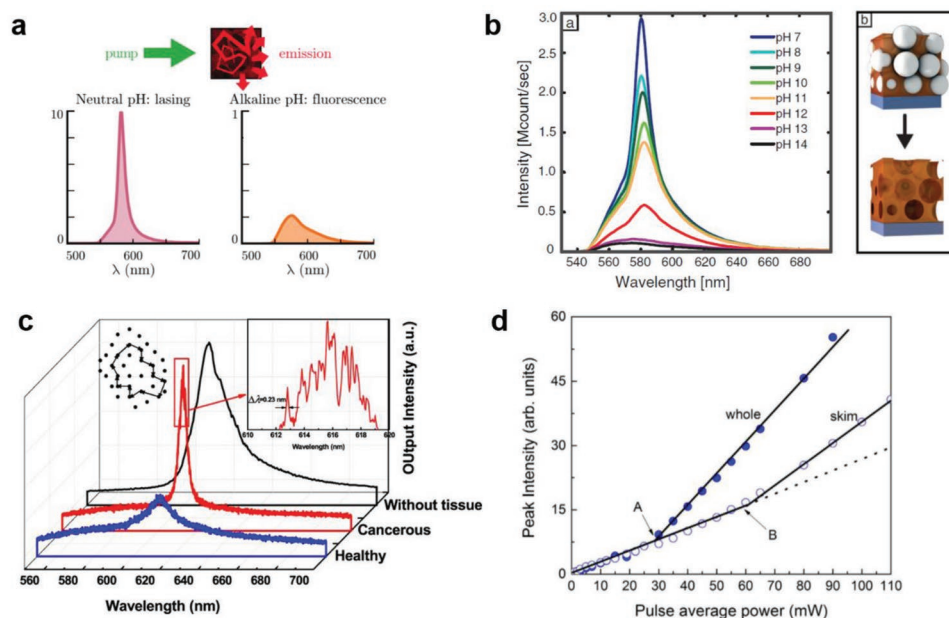 a
pump
emission
Neutral pH: lasing
Alkaline pH: fluorescence
10
0
500 600 700
λ (nm)
1
0
500 600 700
λ (nm)
b
a
3.0
2.5
2.0
1.5
1.0
0.5
0
Intensity [Mcount/sec]
pH 7
pH 8
pH 9
pH 10
pH 11
pH 12
pH 13
pH 14
540 560 580 600 620 640 660 680
Wavelength [nm]
b
c
OUtput Intensity (a.u.)
Δλ=0.23 nm
610 612 614 616 618 620
Wavelength (nm)
Without tissue
Cancerous
Healthy
560 580 600 620 640 660 680 700
Wavelength (nm)
d
60
45
30
15
0
Peak Intensity (arb. units)
whole
skim
A
B
0 10 20 30 40 50 60 70 80 90 100 110
Pulse average power (mW)